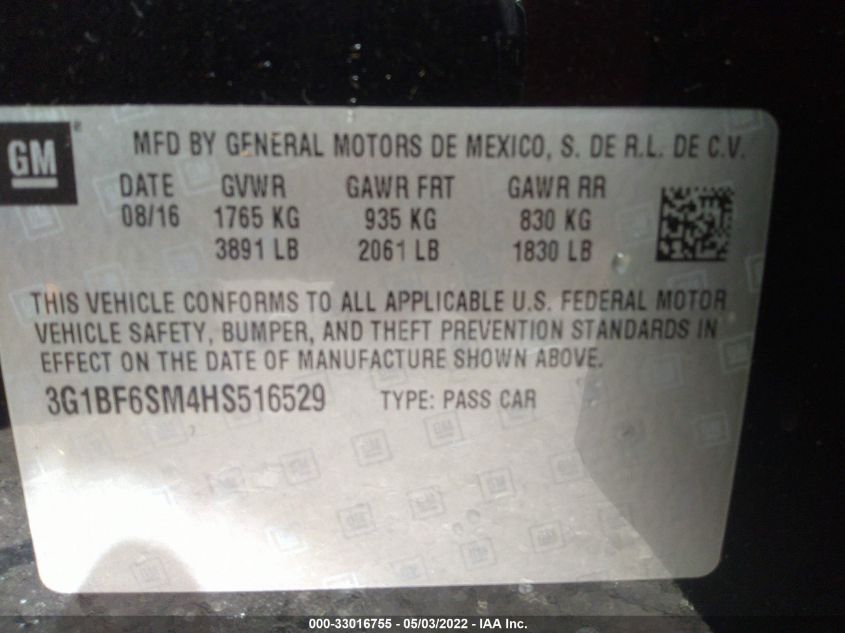 GM
MFD BY GENERAL MOTORS DE MEXICO, S. DE R.L. DE C.V.
DATE GVWR GAWR FRT GAWR RR
08/16 1765 KG 935 KG 830 KG
3891 LB 2061 LB 1830 LB
THIS VEHICLE CONFORMS TO ALL APPLICABLE U.S. FEDERAL MOTOR
VEHICLE SAFETY, BUMPER, AND THEFT PREVENTION STANDARDS IN
EFFECT ON THE DATE OF MANUFACTURE SHOWN ABOVE.
3G1BF6SM4HS516529 TYPE: PASS CAR
000-33016755 - 05/03/2022 - IAA Inc.